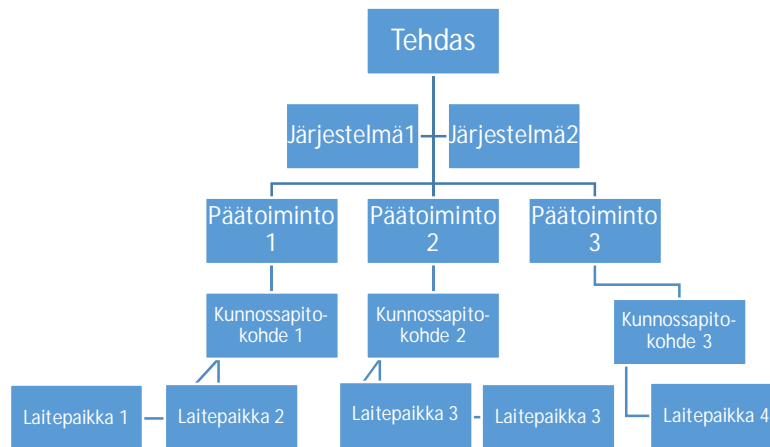 Tehdas
Järjestelmä1
Järjestelmä2
Päätoiminto
1
Päätoiminto
2
Päätoiminto
3
Kunnossapito-
kohde 1
Kunnossapito-
kohde 2
Kunnossapito-
kohde 3
Laitepaikka 1
Laitepaikka 2
Laitepaikka 3
Laitepaikka 3
Laitepaikka 4